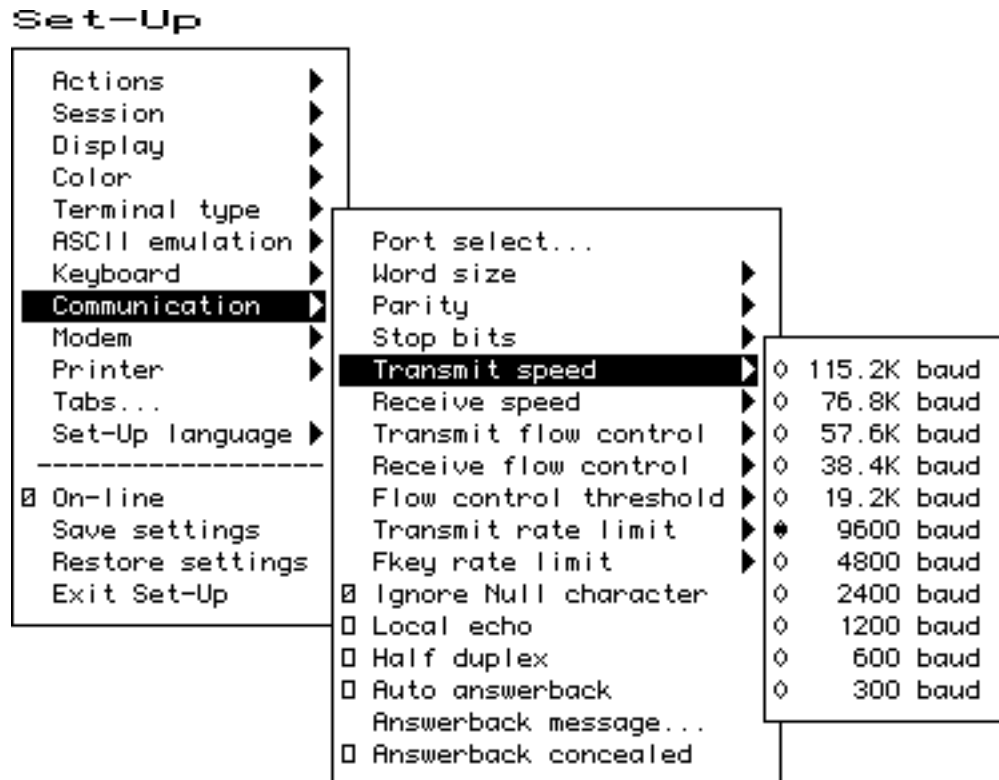 Set-Up
Actions
Session
Display
Color
Terminal type
ASCII emulation
Keyboard
Communication
Modem
Printer
Tabs...
Set-Up language
------------------
On-line
Save settings
Restore settings
Exit Set-Up
Port select...
Word size
Parity
Stop bits
Transmit speed
Receive speed
Transmit flow control
Receive flow control
Flow control threshold
Transmit rate limit
Fkey rate limit
Ignore Null character
Local echo
Half duplex
Auto answerback
Answerback message...
Answerback concealed
115.2K baud
76.8K baud
57.6K baud
38.4K baud
19.2K baud
9600 baud
4800 baud
2400 baud
1200 baud
600 baud
300 baud